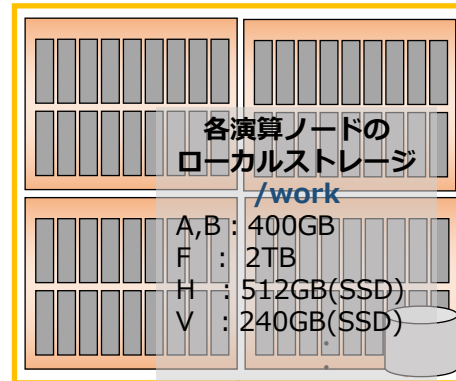 各演算ノードの
ローカルストレージ
/work
A,B : 400GB
F : 2TB
H : 512GB(SSD)
V : 240GB(SSD)
: